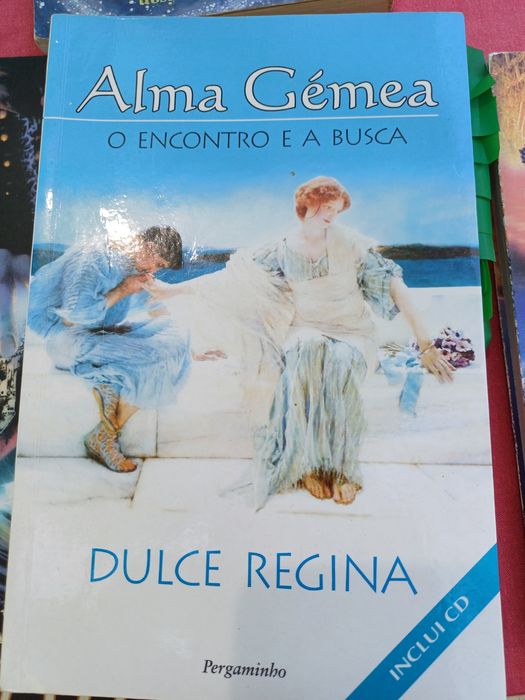 Alma Gémea
O ENCONTRO E A BUSCA
DULCE REGINA
INCLUI CD
Pergaminho